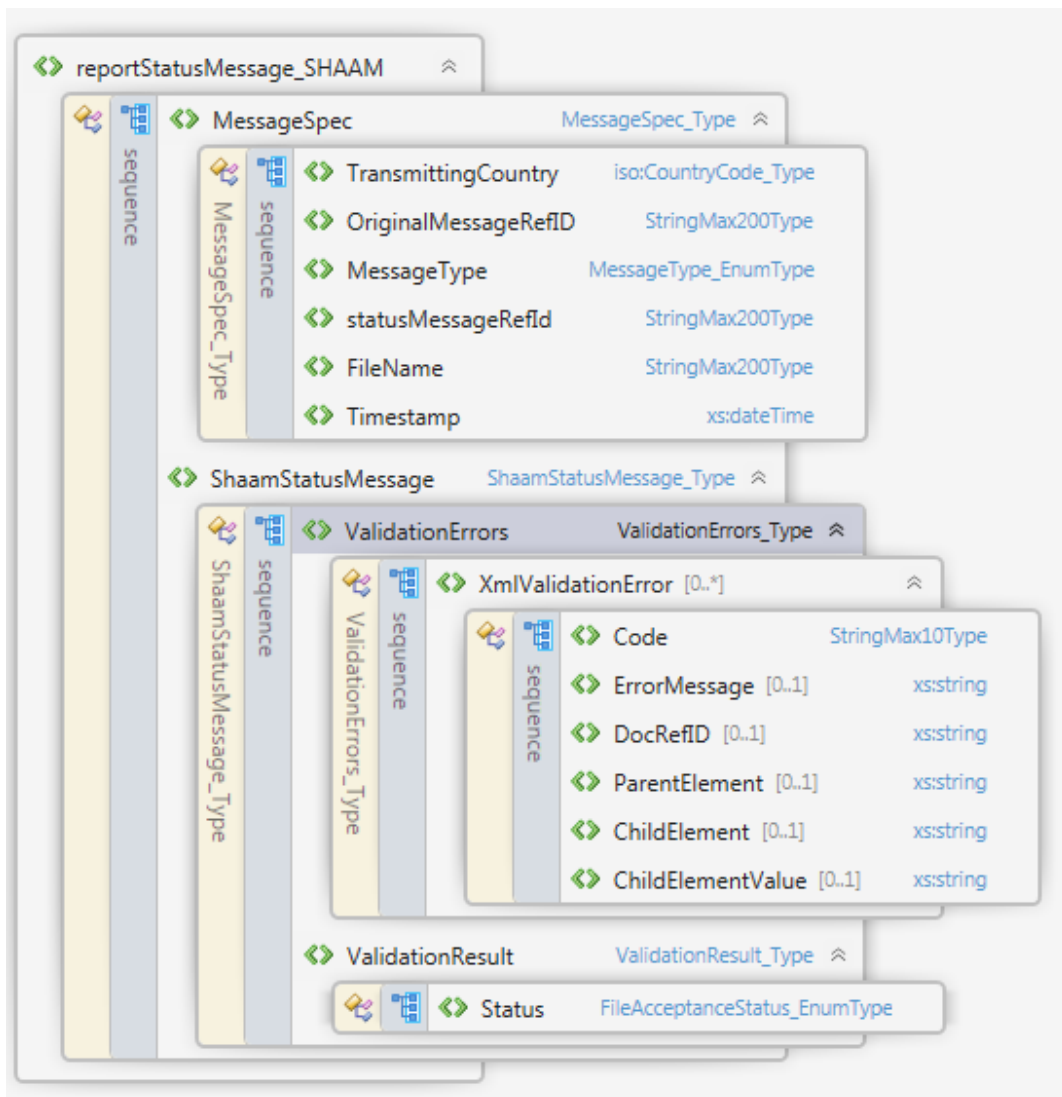 reportStatusMessage_SHAAM
sequence
MessageSpec MessageSpec_Type
MessageSpec_Type
sequence
TransmittingCountry iso:CountryCode_Type
OriginalMessageRefID StringMax200Type
MessageType MessageType_EnumType
statusMessageRefId StringMax200Type
FileName StringMax200Type
Timestamp xs:dateTime
ShaamStatusMessage ShaamStatusMessage_Type
ShaamStatusMessage_Type
sequence
ValidationErrors ValidationErrors_Type
ValidationErrors_Type
sequence
XmlValidationError [0..*]
sequence
Code StringMax10Type
ErrorMessage [0..1] xs:string
DocRefID [0..1] xs:string
ParentElement [0..1] xs:string
ChildElement [0..1] xs:string
ChildElementValue [0..1] xs:string
ValidationResult ValidationResult_Type
Status FileAcceptanceStatus_EnumType